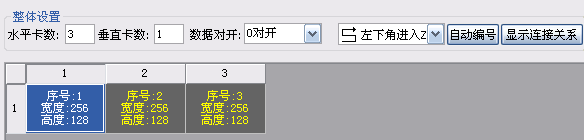 整体设置
水平卡数: 3 垂直卡数: 1 数据对开: 0对开 左下角进入Z 自动编号 显示连接关系
1 2 3
1
序号:1 序号:2 序号:3
宽度:256 宽度:256 宽度:256
高度:128 高度:128 高度:128